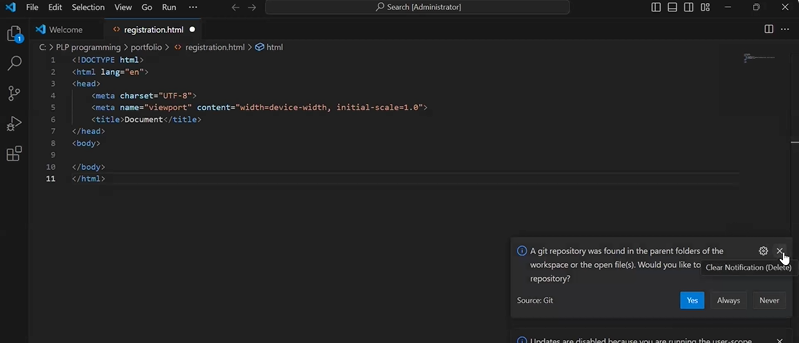 File Edit Selection View Go Run ··· Search [Administrator]
Welcome registration.html
C: > PLP programming > portfolio > registration.html > html
1 <!DOCTYPE html>
2 <html lang="en">
3 <head>
4 <meta charset="UTF-8">
5 <meta name="viewport" content="width=device-width, initial-scale=1.0">
6 <title>Document</title>
7 </head>
8 <body>
9
10 </body>
11 </html>
1
A git repository was found in the parent folders of the
workspace or the open file(s). Would you like to
Clear Notification (Delete)
repository?
Source: Git Yes Always Never
Updates are disabled because you are running the user-scope